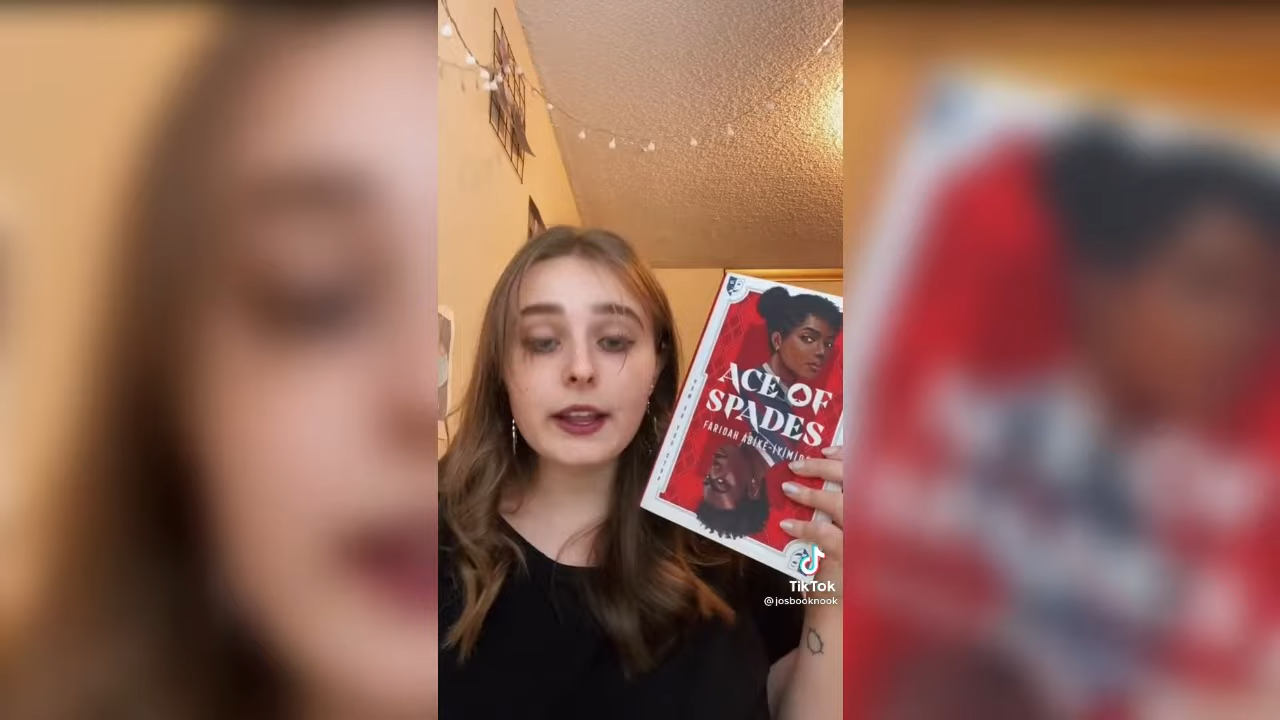 ACE OF
SPADES
FARIDAH ÀBÍKÉ-ÍYÍMÍDÉ
TikTok
@josbooknook